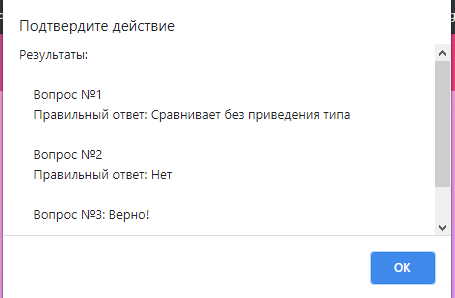 Подтвердите действие
Результаты:
Вопрос №1
Правильный ответ: Сравнивает без приведения типа
Вопрос №2
Правильный ответ: Нет
Вопрос №3: Верно!
ОК